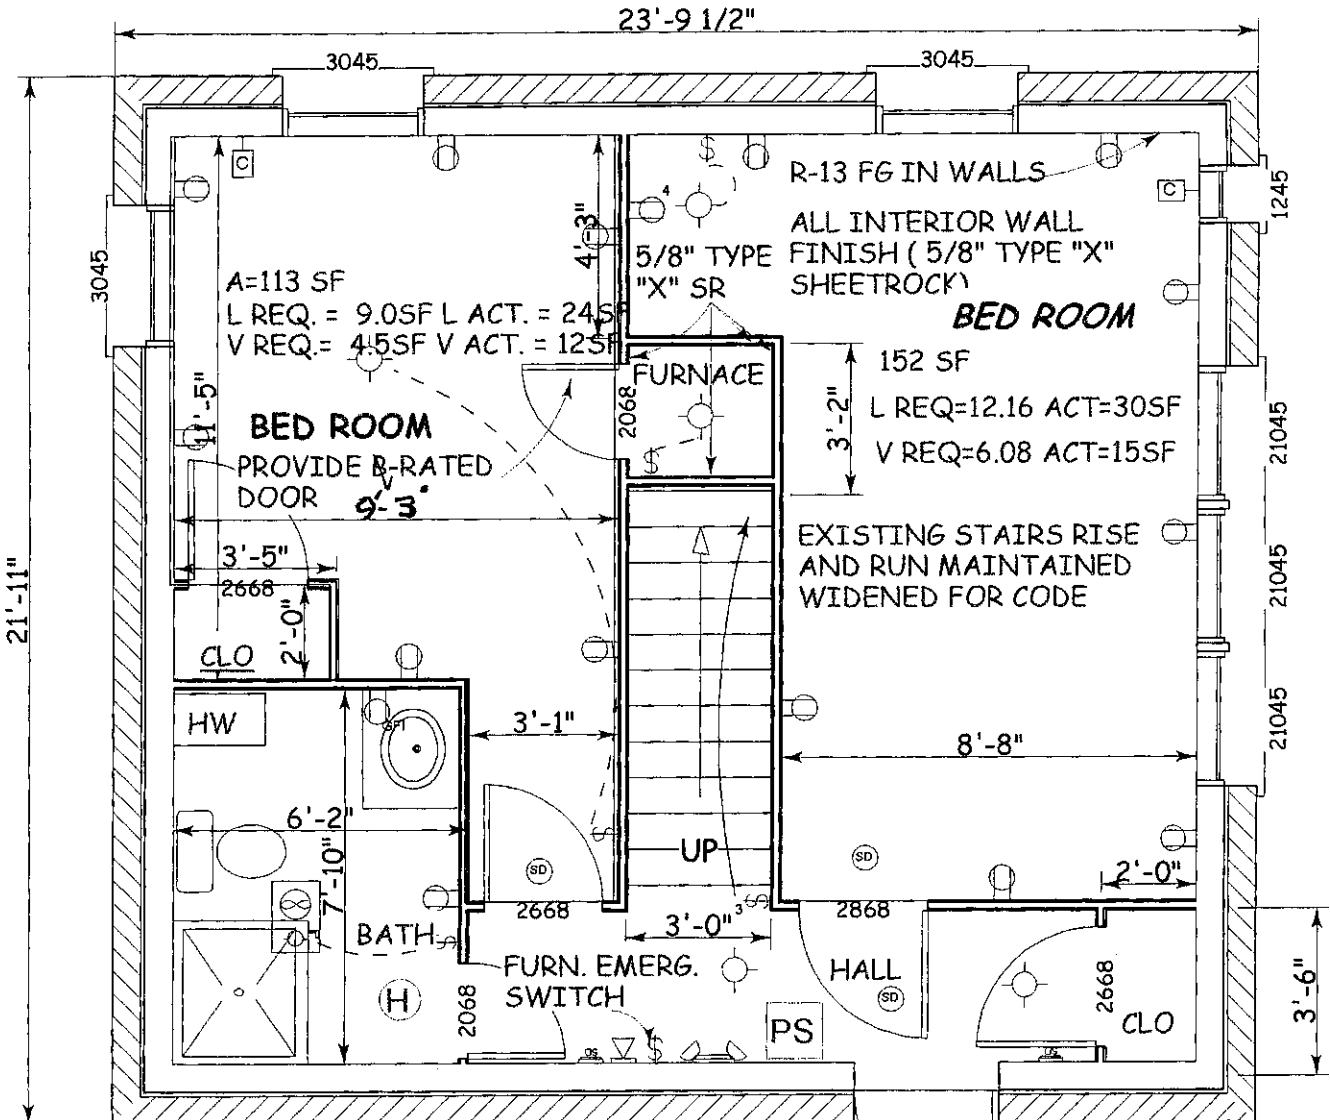 23'-9 1/2"
3045
3045
C
4
R-13 FG IN WALLS
C
1245
21'-11"
3045
4'-3"
ALL INTERIOR WALL
FINISH ( 5/8" TYPE "X"
SHEETROCK)
5/8" TYPE
"X" SR
A=113 SF
L REQ. = 9.0SF L ACT. = 24SF
V REQ.= 4.5SF V ACT. = 12SF
BED ROOM
152 SF
L REQ=12.16 ACT=30SF
V REQ=6.08 ACT=15SF
FURNACE
2068
3'-2"
11'-5"
BED ROOM
PROVIDE B-RATED
DOOR
9'-3"
21045
21045
21045
EXISTING STAIRS RISE
AND RUN MAINTAINED
WIDENED FOR CODE
3'-5"
2668
2'-0"
CLO
HW
GFI
3'-1"
8'-8"
6'-2"
7'-10"
UP
SD
SD
2'-0"
2668
3'-0"
3
2868
BATH
FURN. EMERG.
SWITCH
HALL
SD
2668
3'-6"
H
2068
PS
CLO
OS
OS